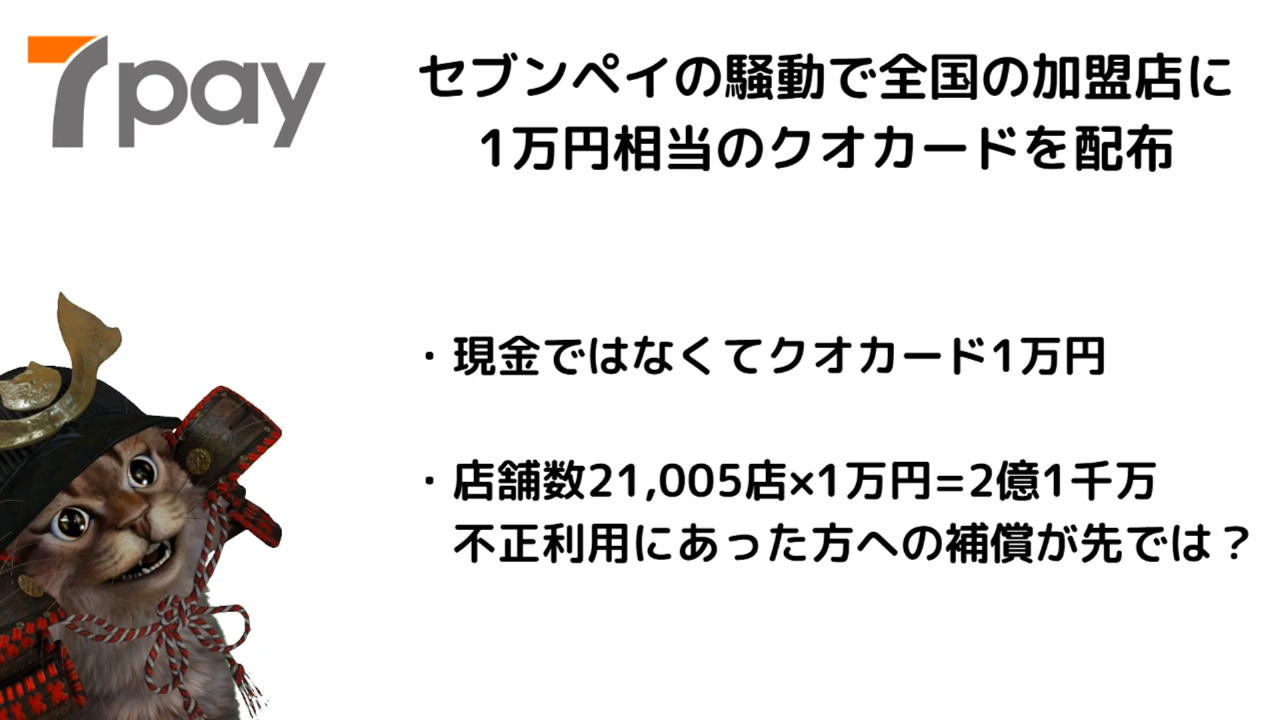 7pay
セブンペイの騒動で全国の加盟店に
1万円相当のクオカードを配布
・現金ではなくてクオカード1万円
・店舗数21,005店×1万円=2億1千万
不正利用にあった方への補償が先では？